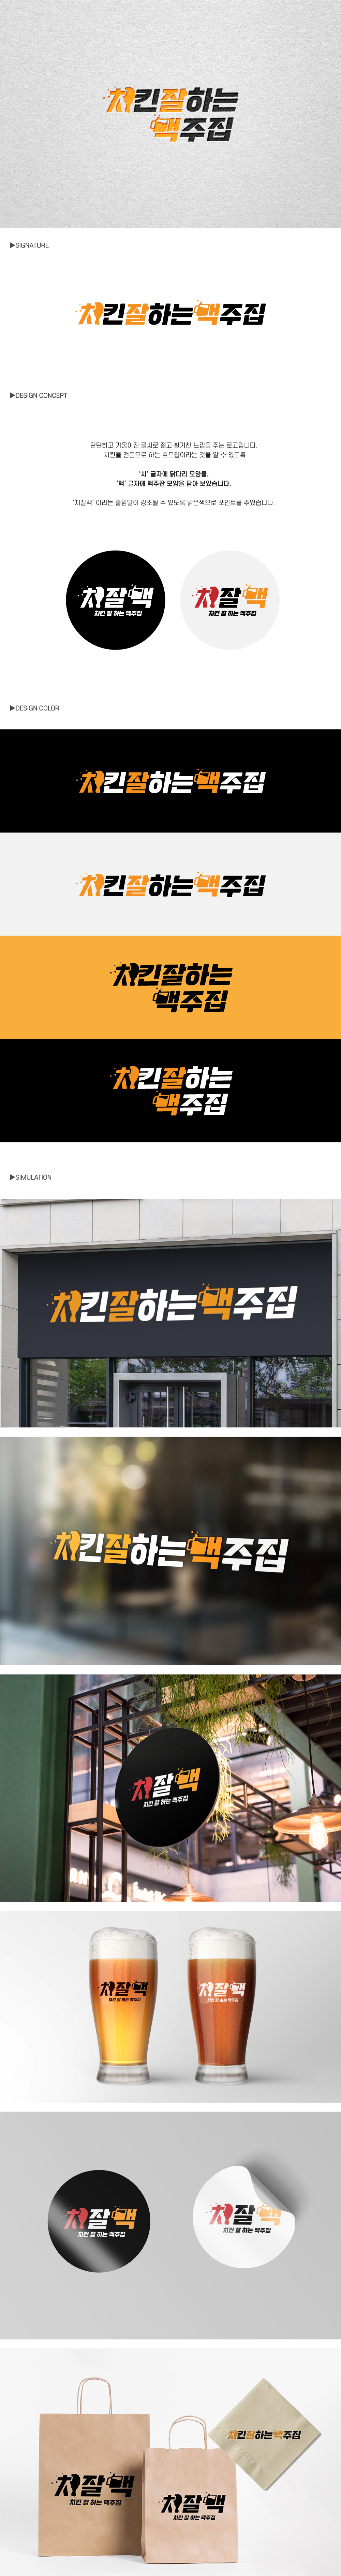 치킨잘하는
맥주집
▶SIGNATURE
치킨잘하는맥주집
▶DESIGN CONCEPT
탄탄하고 기울어진 글씨로 젊고 활기찬 느낌을 주는 로고입니다.
치킨을 전문으로 하는 호프집이라는 것을 알 수 있도록
'치' 글자에 닭다리 모양을,
'맥' 글자에 맥주잔 모양을 담아 보았습니다.
'치잘맥' 이라는 줄임말이 강조될 수 있도록 밝은색으로 포인트를 주었습니다.
치잘맥
치킨 잘 하는 맥주집
치잘맥
치킨 잘 하는 맥주집
▶DESIGN COLOR
치킨잘하는맥주집
치킨잘하는맥주집
치킨잘하는
맥주집
치킨잘하는
맥주집
▶SIMULATION
치킨잘하는맥주집
치킨잘하는맥주집
치잘맥
치킨 잘 하는 맥주집
치잘맥
치킨 잘 하는 맥주집
치잘맥
치킨 잘 하는 맥주집
치잘맥
치킨 잘 하는 맥주집
치잘맥
치킨 잘 하는 맥주집
치킨잘하는맥주집
치잘맥
치킨 잘 하는 맥주집
치잘맥
치킨 잘 하는 맥주집